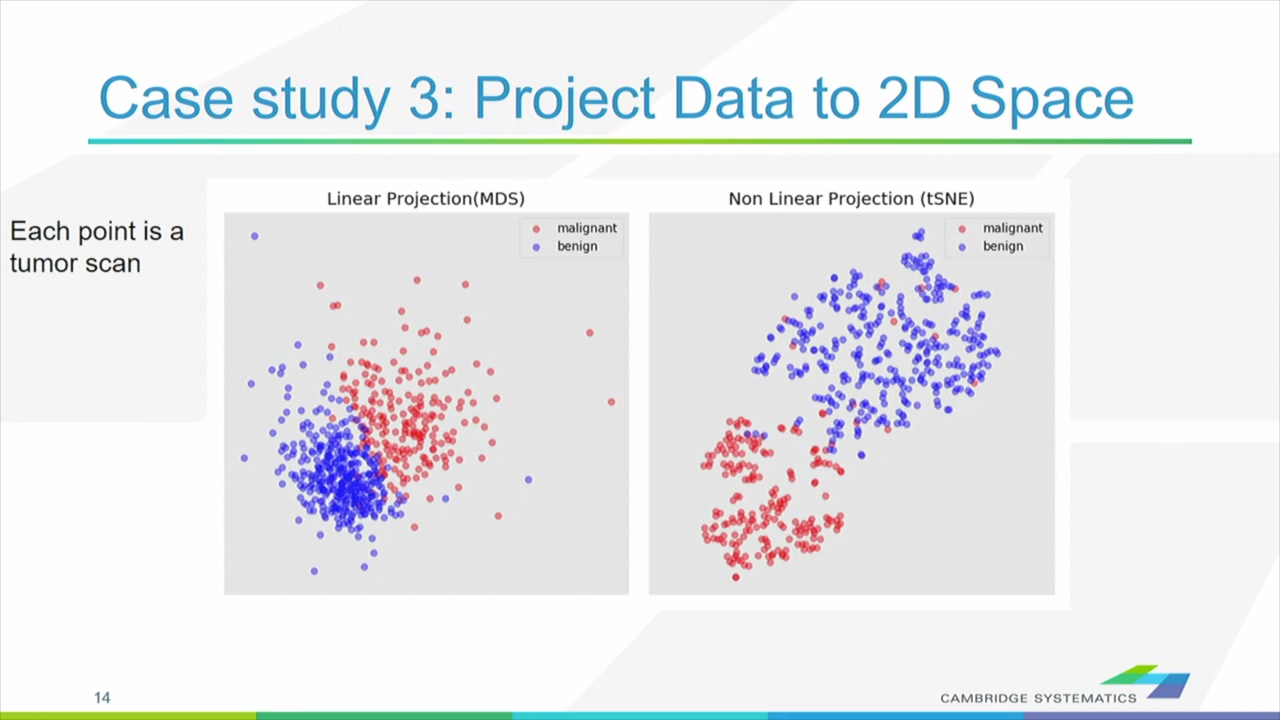 Case study 3: Project Data to 2D Space
Each point is a
tumor scan
Linear Projection(MDS)
malignant
benign
Non Linear Projection (tSNE)
malignant
benign
14
CAMBRIDGE SYSTEMATICS